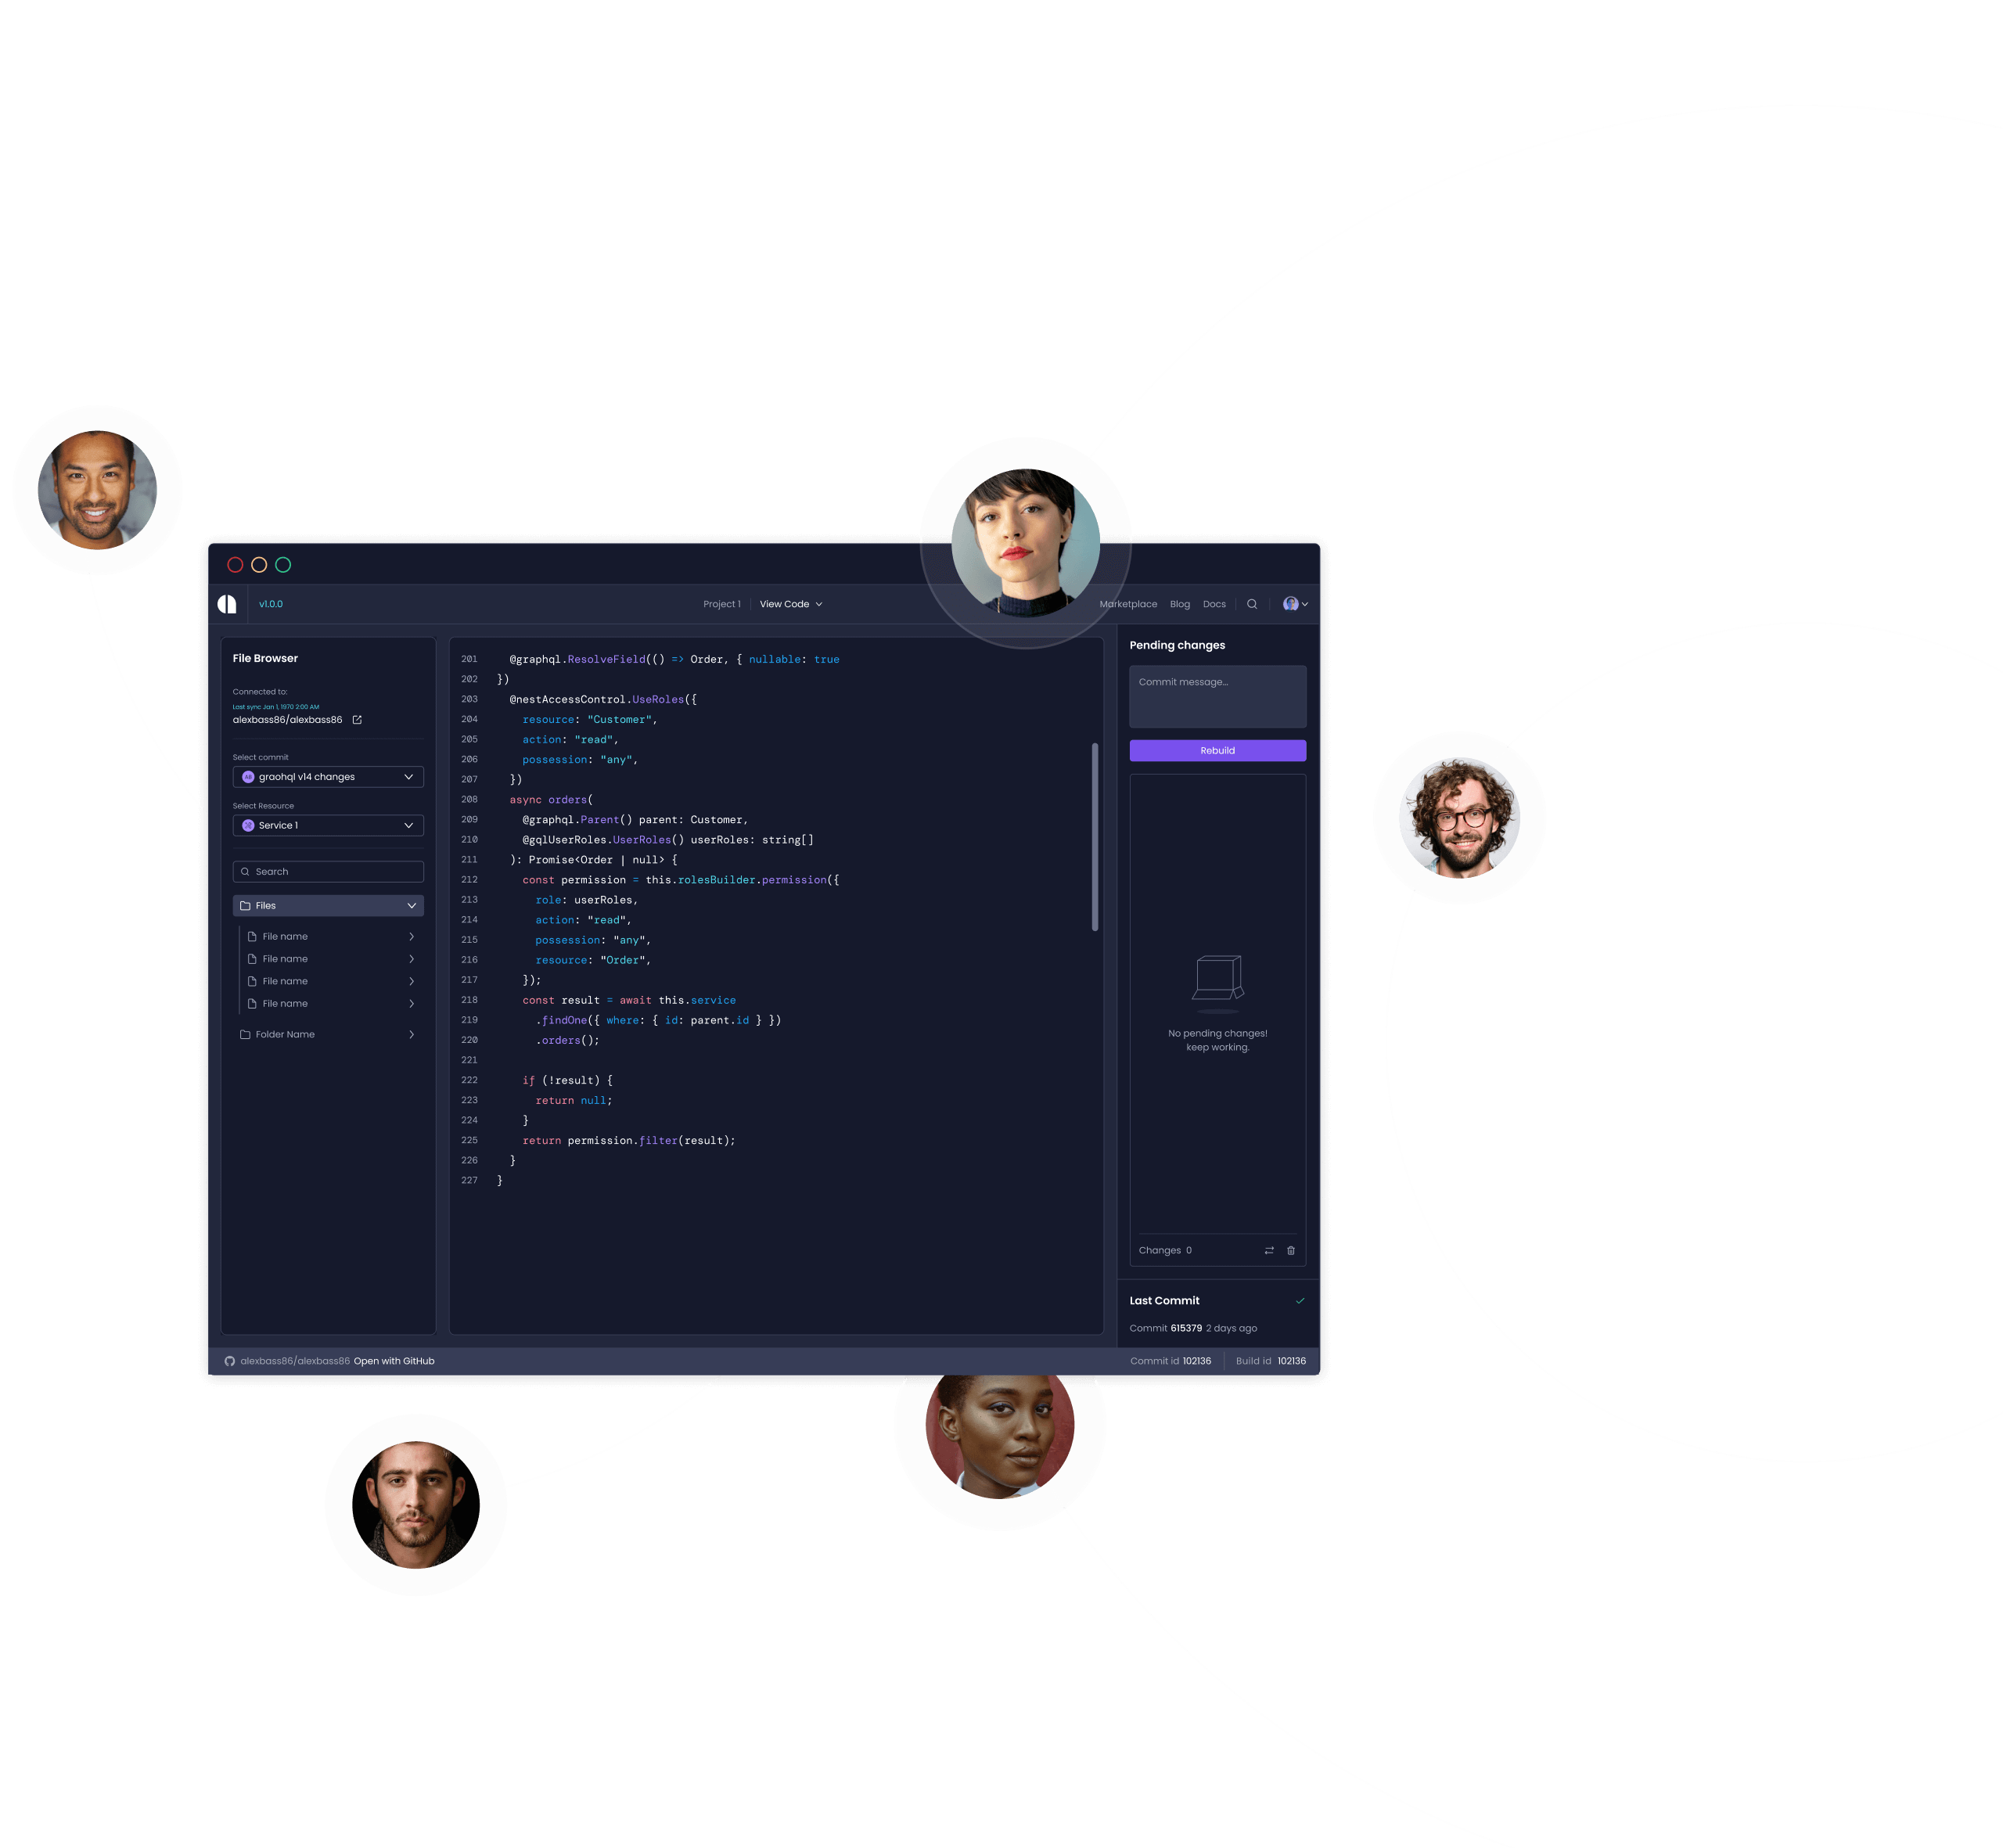 v1.0.0
Project 1
View Code
Marketplace
Blog
Docs
File Browser
Connected to:
Last sync Jan 1, 1970 2:00 AM
alexbass86/alexbass86
Select commit
AB graohql v14 changes
Select Resource
Service 1
Search
Files
File name
File name
File name
File name
Folder Name
201 @graphql.ResolveField(() => Order, { nullable: true
202 })
203 @nestAccessControl.UseRoles({
204 resource: "Customer",
205 action: "read",
206 possession: "any",
207 })
208 async orders(
209 @graphql.Parent() parent: Customer,
210 @gqlUserRoles.UserRoles() userRoles: string[]
211 ): Promise<Order | null> {
212 const permission = this.rolesBuilder.permission({
213 role: userRoles,
214 action: "read",
215 possession: "any",
216 resource: "Order",
217 });
218 const result = await this.service
219 .findOne({ where: { id: parent.id } })
220 .orders();
221
222 if (!result) {
223 return null;
224 }
225 return permission.filter(result);
226 }
227 }
Pending changes
Commit message...
Rebuild
No pending changes!
keep working.
Changes 0
Last Commit
Commit 615379 2 days ago
alexbass86/alexbass86 Open with GitHub
Commit id 102136
Build id 102136